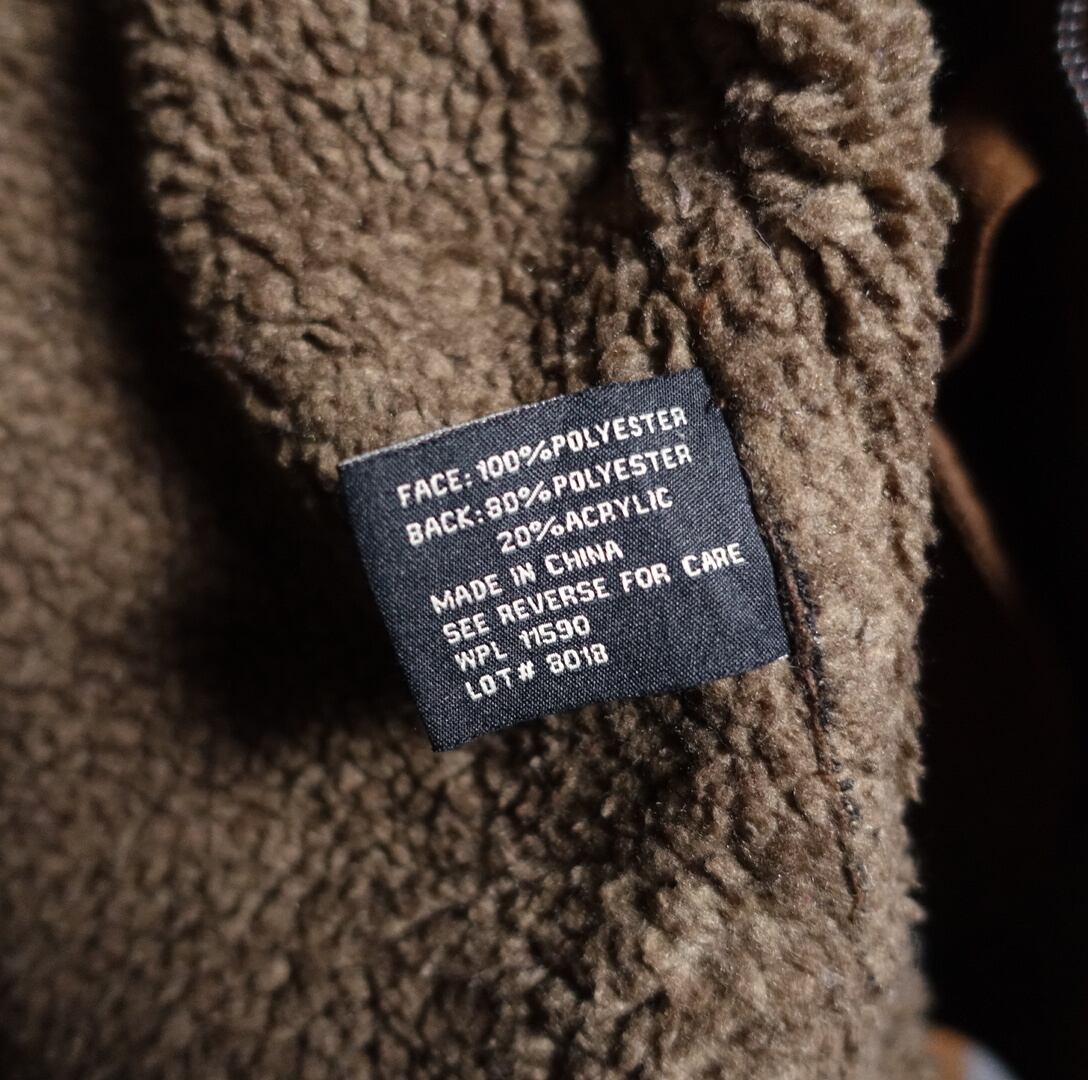 FACE: 100%POLYESTER
BACK: 80%POLYESTER
20%ACRYLIC
MADE IN CHINA
SEE REVERSE FOR CARE
WPL 11590
LOT# 8018